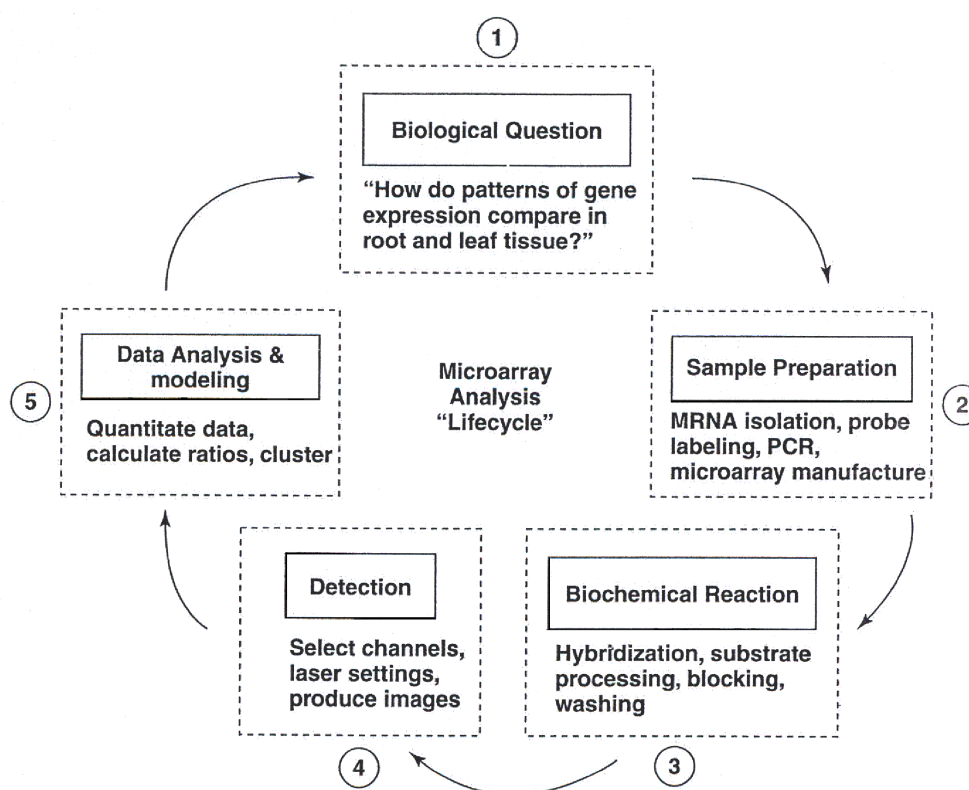 1
Biological Question
“How do patterns of gene
expression compare in
root and leaf tissue?”
Microarray
Analysis
“Lifecycle”
2
Sample Preparation
MRNA isolation, probe
labeling, PCR,
microarray manufacture
3
Biochemical Reaction
Hybridization, substrate
processing, blocking,
washing
4
Detection
Select channels,
laser settings,
produce images
5
Data Analysis &
modeling
Quantitate data,
calculate ratios, cluster